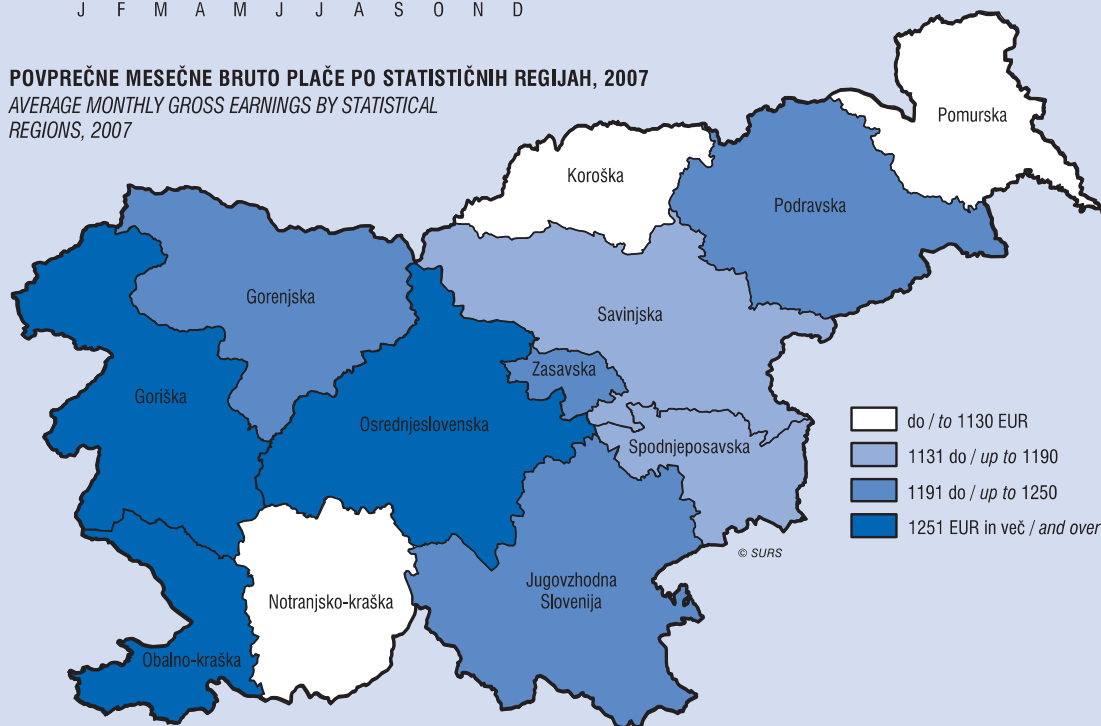 J F M A M J J A S O N D
POVPREČNE MESEČNE BRUTO PLAČE PO STATISTIČNIH REGIJAH, 2007
AVERAGE MONTHLY GROSS EARNINGS BY STATISTICAL
REGIONS, 2007
Pomurska
Koroška
Podravska
Gorenjska
Savinjska
Zasavska
Goriška
Osrednjeslovenska
Spodnjeposavska
do / to 1130 EUR
1131 do / up to 1190
1191 do / up to 1250
1251 EUR in več / and over
© SURS
Jugovzhodna
Slovenija
Notranjsko-kraška
Obalno-kraška